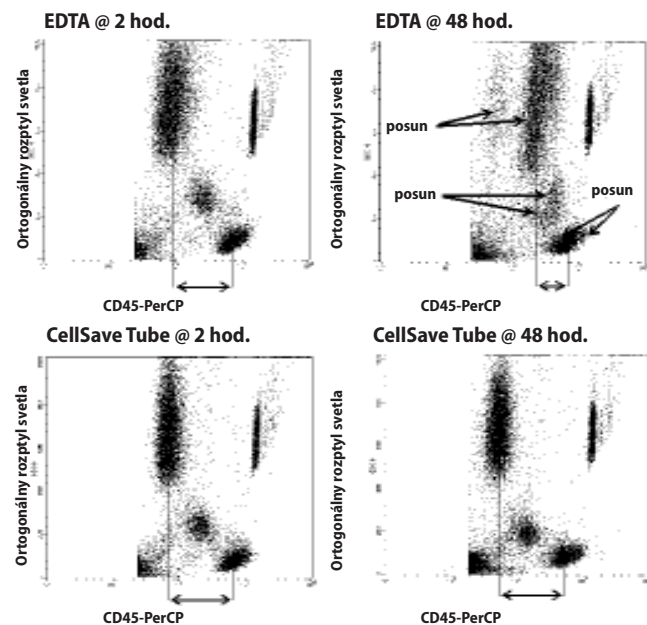 EDTA @ 2 hod.
EDTA @ 48 hod.
Ortogonálny rozptyl svetla
Ortogonálny rozptyl svetla
posun
posun
posun
CD45-PerCP
CD45-PerCP
CellSave Tube @ 2 hod.
CellSave Tube @ 48 hod.
Ortogonálny rozptyl svetla
Ortogonálny rozptyl svetla
CD45-PerCP
CD45-PerCP